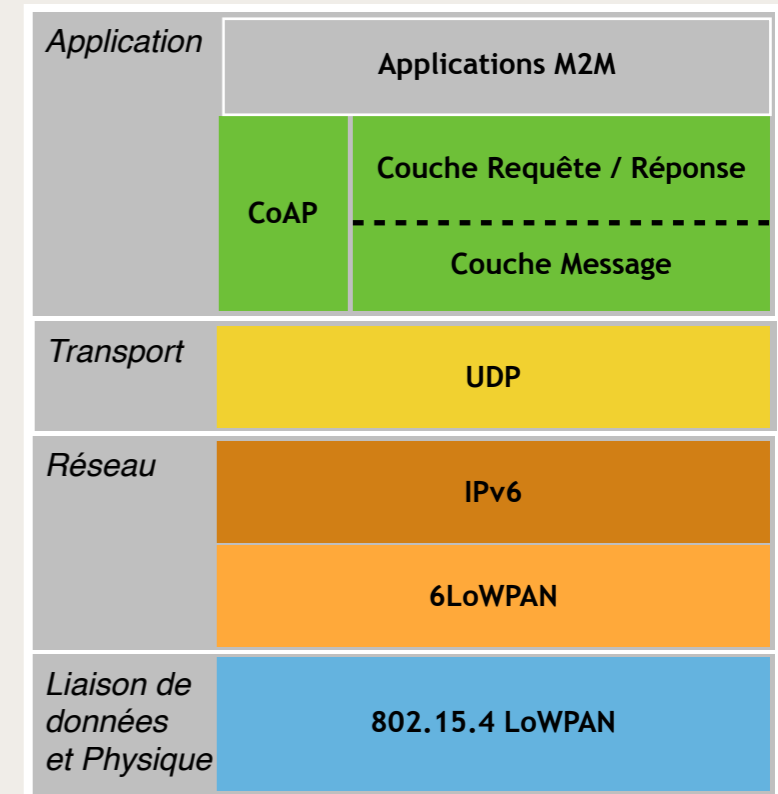 Application
Applications M2M
CoAP
Couche Requête / Réponse
Couche Message
Transport
UDP
Réseau
IPv6
6LoWPAN
Liaison de
données
et Physique
802.15.4 LoWPAN